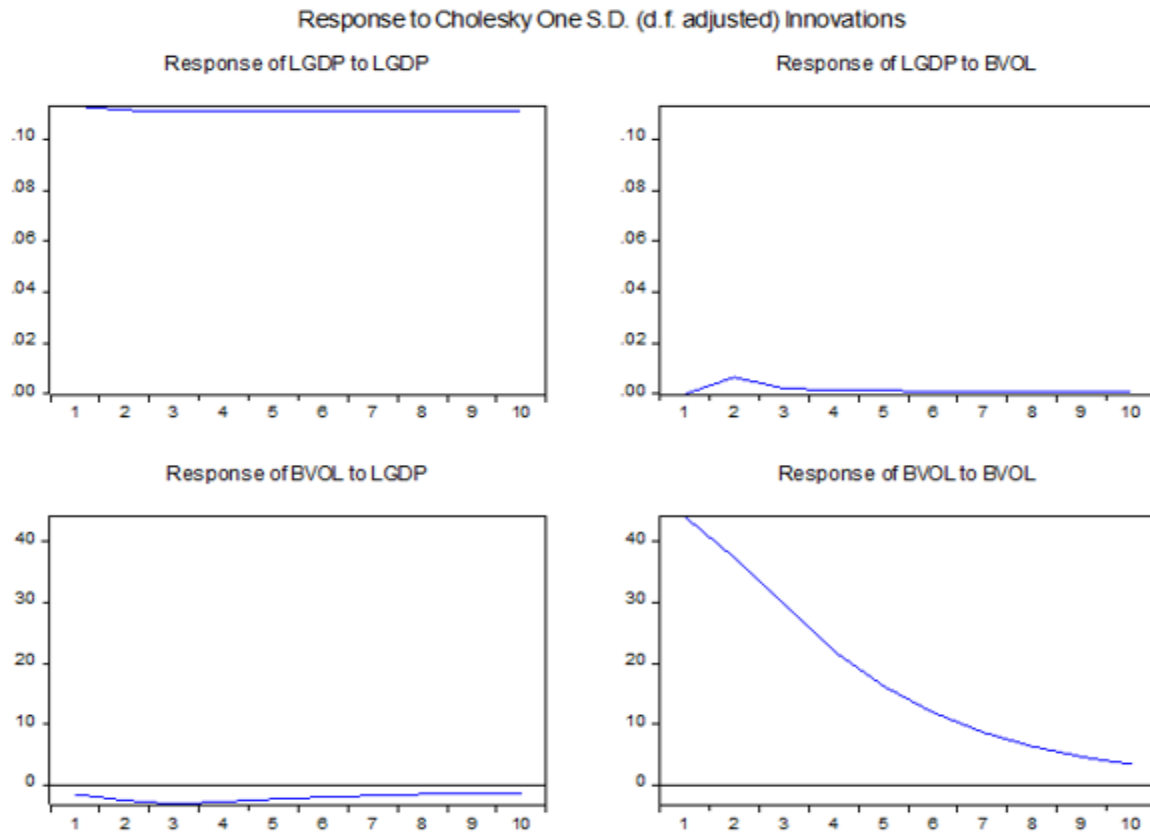 Response to Cholesky One S.D. (d.f. adjusted) Innovations
Response of LGDP to LGDP
.10
.08
.06
.04
.02
.00
1 2 3 4 5 6 7 8 9 10
Response of LGDP to BVOL
.10
.08
.06
.04
.02
.00
1 2 3 4 5 6 7 8 9 10
Response of BVOL to LGDP
40
30
20
10
0
1 2 3 4 5 6 7 8 9 10
Response of BVOL to BVOL
40
30
20
10
0
1 2 3 4 5 6 7 8 9 10